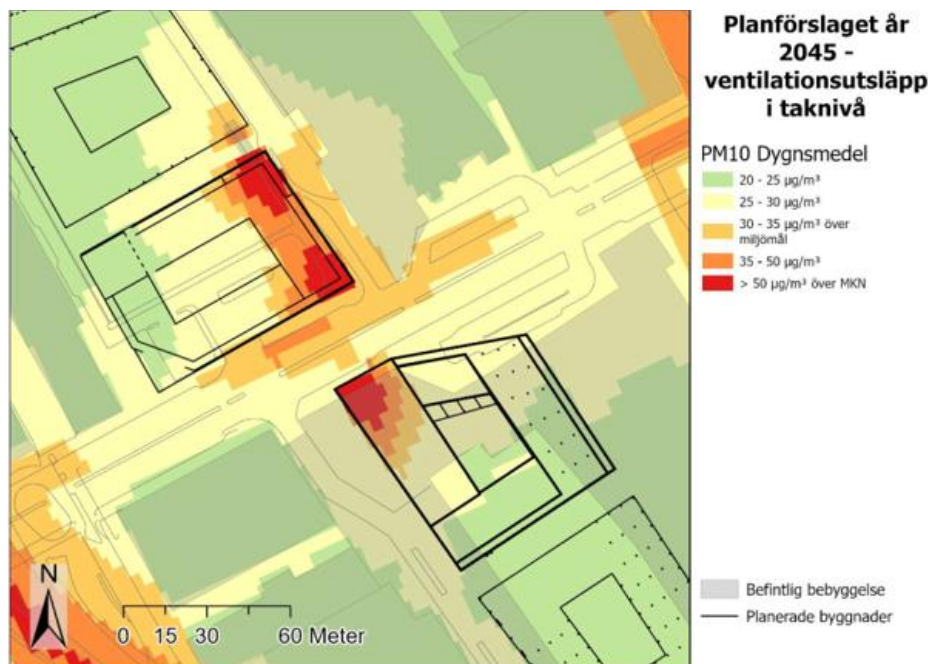 Planförslaget år
2045 -
ventilationsutsläpp
i taknivå
PM10 Dygnsmedel
20 - 25 µg/m³
25 - 30 µg/m³
30 - 35 µg/m³ över
miljömål
35 - 50 µg/m³
> 50 µg/m³ över MKN
N
0 15 30 60 Meter
Befintlig bebyggelse
Planerade byggnader